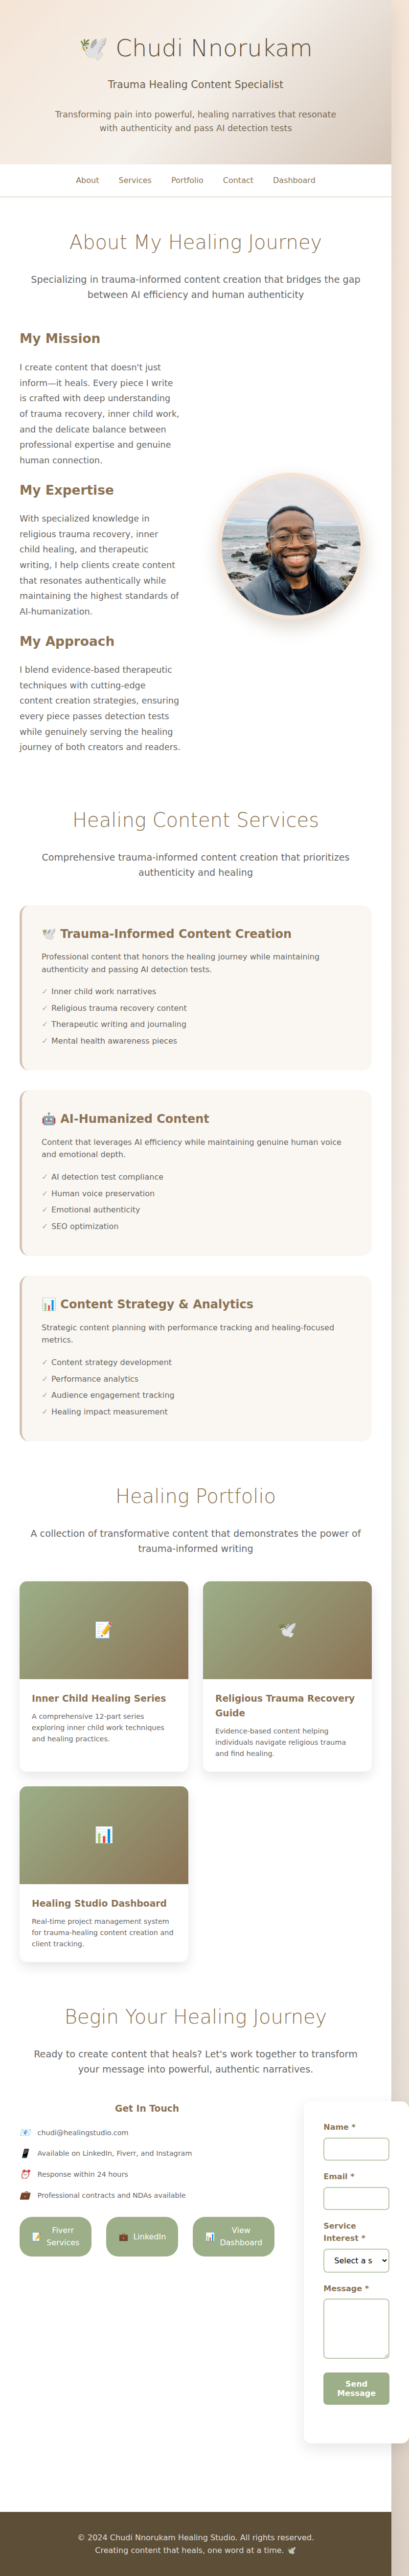 🕊️ Chudi Nnorukam
Trauma Healing Content Specialist
Transforming pain into powerful, healing narratives that resonate
with authenticity and pass AI detection tests
About Services Portfolio Contact Dashboard
About My Healing Journey
Specializing in trauma-informed content creation that bridges the gap
between AI efficiency and human authenticity
My Mission
I create content that doesn't just
inform—it heals. Every piece I write
is crafted with deep understanding
of trauma recovery, inner child work,
and the delicate balance between
professional expertise and genuine
human connection.
My Expertise
With specialized knowledge in
religious trauma recovery, inner
child healing, and therapeutic
writing, I help clients create content
that resonates authentically while
maintaining the highest standards of
AI-humanization.
My Approach
I blend evidence-based therapeutic
techniques with cutting-edge
content creation strategies, ensuring
every piece passes detection tests
while genuinely serving the healing
journey of both creators and readers.
Healing Content Services
Comprehensive trauma-informed content creation that prioritizes
authenticity and healing
🕊️ Trauma-Informed Content Creation
Professional content that honors the healing journey while maintaining
authenticity and passing AI detection tests.
✓ Inner child work narratives
✓ Religious trauma recovery content
✓ Therapeutic writing and journaling
✓ Mental health awareness pieces
🤖 AI-Humanized Content
Content that leverages AI efficiency while maintaining genuine human voice
and emotional depth.
✓ AI detection test compliance
✓ Human voice preservation
✓ Emotional authenticity
✓ SEO optimization
📊 Content Strategy & Analytics
Strategic content planning with performance tracking and healing-focused
metrics.
✓ Content strategy development
✓ Performance analytics
✓ Audience engagement tracking
✓ Healing impact measurement
Healing Portfolio
A collection of transformative content that demonstrates the power of
trauma-informed writing
Inner Child Healing Series
A comprehensive 12-part series
exploring inner child work techniques
and healing practices.
Religious Trauma Recovery
Guide
Evidence-based content helping
individuals navigate religious trauma
and find healing.
Healing Studio Dashboard
Real-time project management system
for trauma-healing content creation and
client tracking.
Begin Your Healing Journey
Ready to create content that heals? Let's work together to transform
your message into powerful, authentic narratives.
Get In Touch
📧 chudi@healingstudio.com
📱 Available on LinkedIn, Fiverr, and Instagram
⏰ Response within 24 hours
💼 Professional contracts and NDAs available
📝 Fiverr
Services
💼 LinkedIn
📊 View
Dashboard
Name *
Email *
Service
Interest *
Select a s
Message *
Send
Message
© 2024 Chudi Nnorukam Healing Studio. All rights reserved.
Creating content that heals, one word at a time. 🕊️